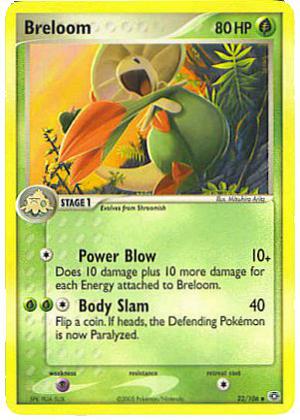 Breloom 80 HP
Illus. Mitsuhiro Arita
STAGE 1 Evolves from Shroomish
Power Blow 10+
Does 10 damage plus 10 more damage for
each Energy attached to Breloom.
Body Slam 40
Flip a coin. If heads, the Defending Pokémon
is now Paralyzed.
weakness resistance retreat cost
©2005 Pokémon/Nintendo. 22/106